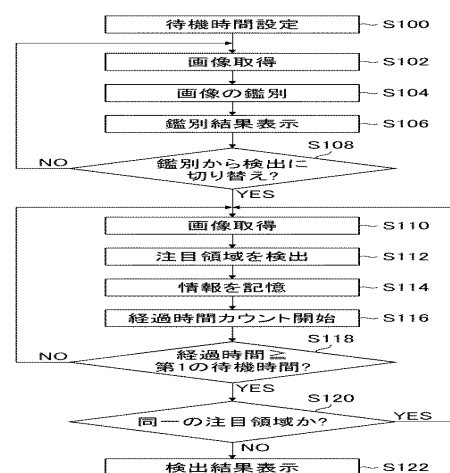 待機時間設定 S100
画像取得 S102
画像の鑑別 S104
鑑別結果表示 S106
S108
NO 鑑別から検出に
切り替え?
YES
画像取得 S110
注目領域を検出 S112
情報を記憶 S114
経過時間カウント開始 S116
S118
NO 経過時間≧
第1の待機時間?
YES
S120
同一の注目領域か? YES
NO
検出結果表示 S122